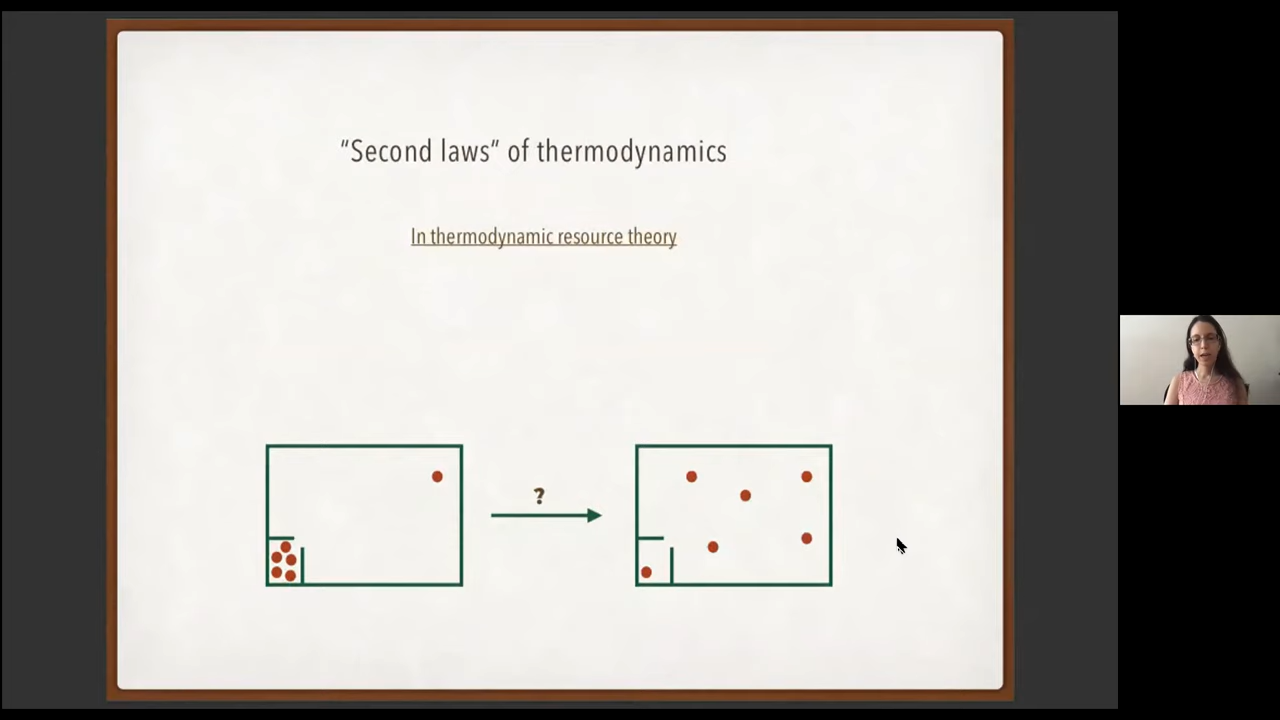 “Second laws“ of thermodynamics
In thermodynamic resource theory
?